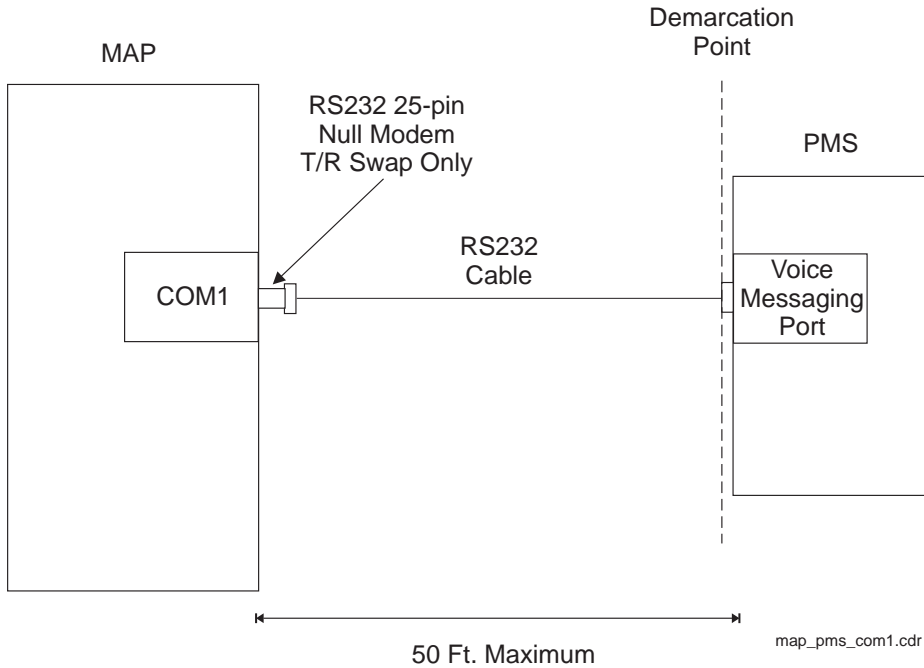 Demarcation
Point
MAP
RS232 25-pin
Null Modem
T/R Swap Only
PMS
RS232
Cable
COM1
Voice
Messaging
Port
50 Ft. Maximum
map_pms_com1.cdr